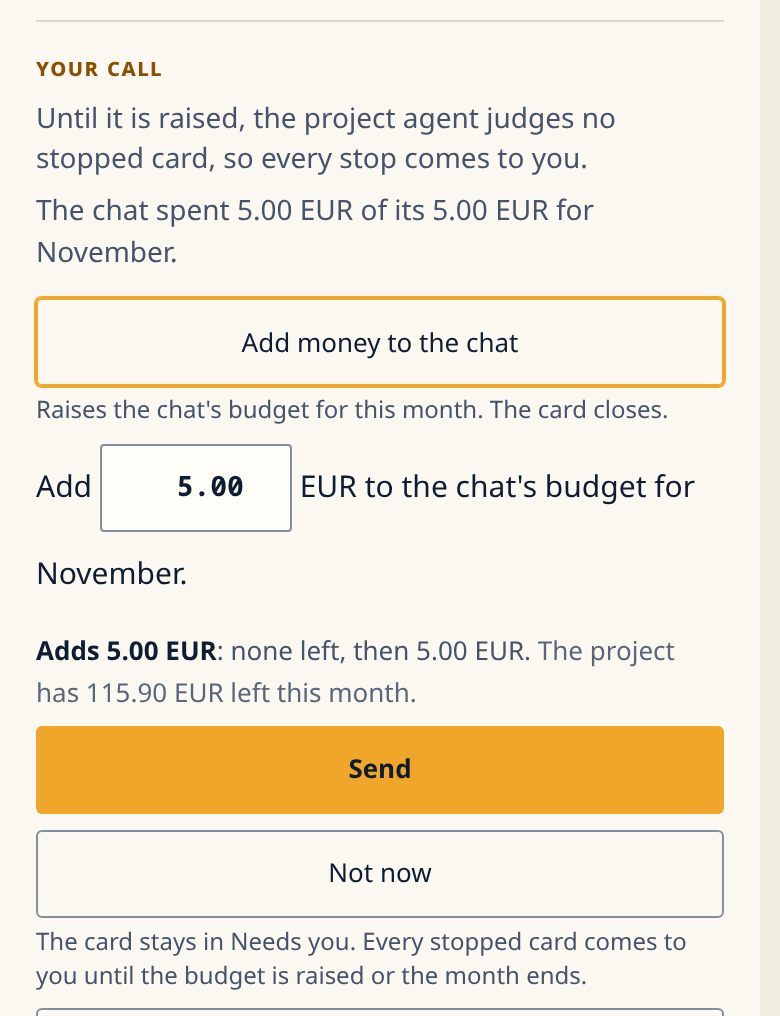 YOUR CALL
Until it is raised, the project agent judges no
stopped card, so every stop comes to you.
The chat spent 5.00 EUR of its 5.00 EUR for
November.
Add money to the chat
Raises the chat's budget for this month. The card closes.
Add 5.00 EUR to the chat's budget for
November.
Adds 5.00 EUR: none left, then 5.00 EUR. The project
has 115.90 EUR left this month.
Send
Not now
The card stays in Needs you. Every stopped card comes to
you until the budget is raised or the month ends.